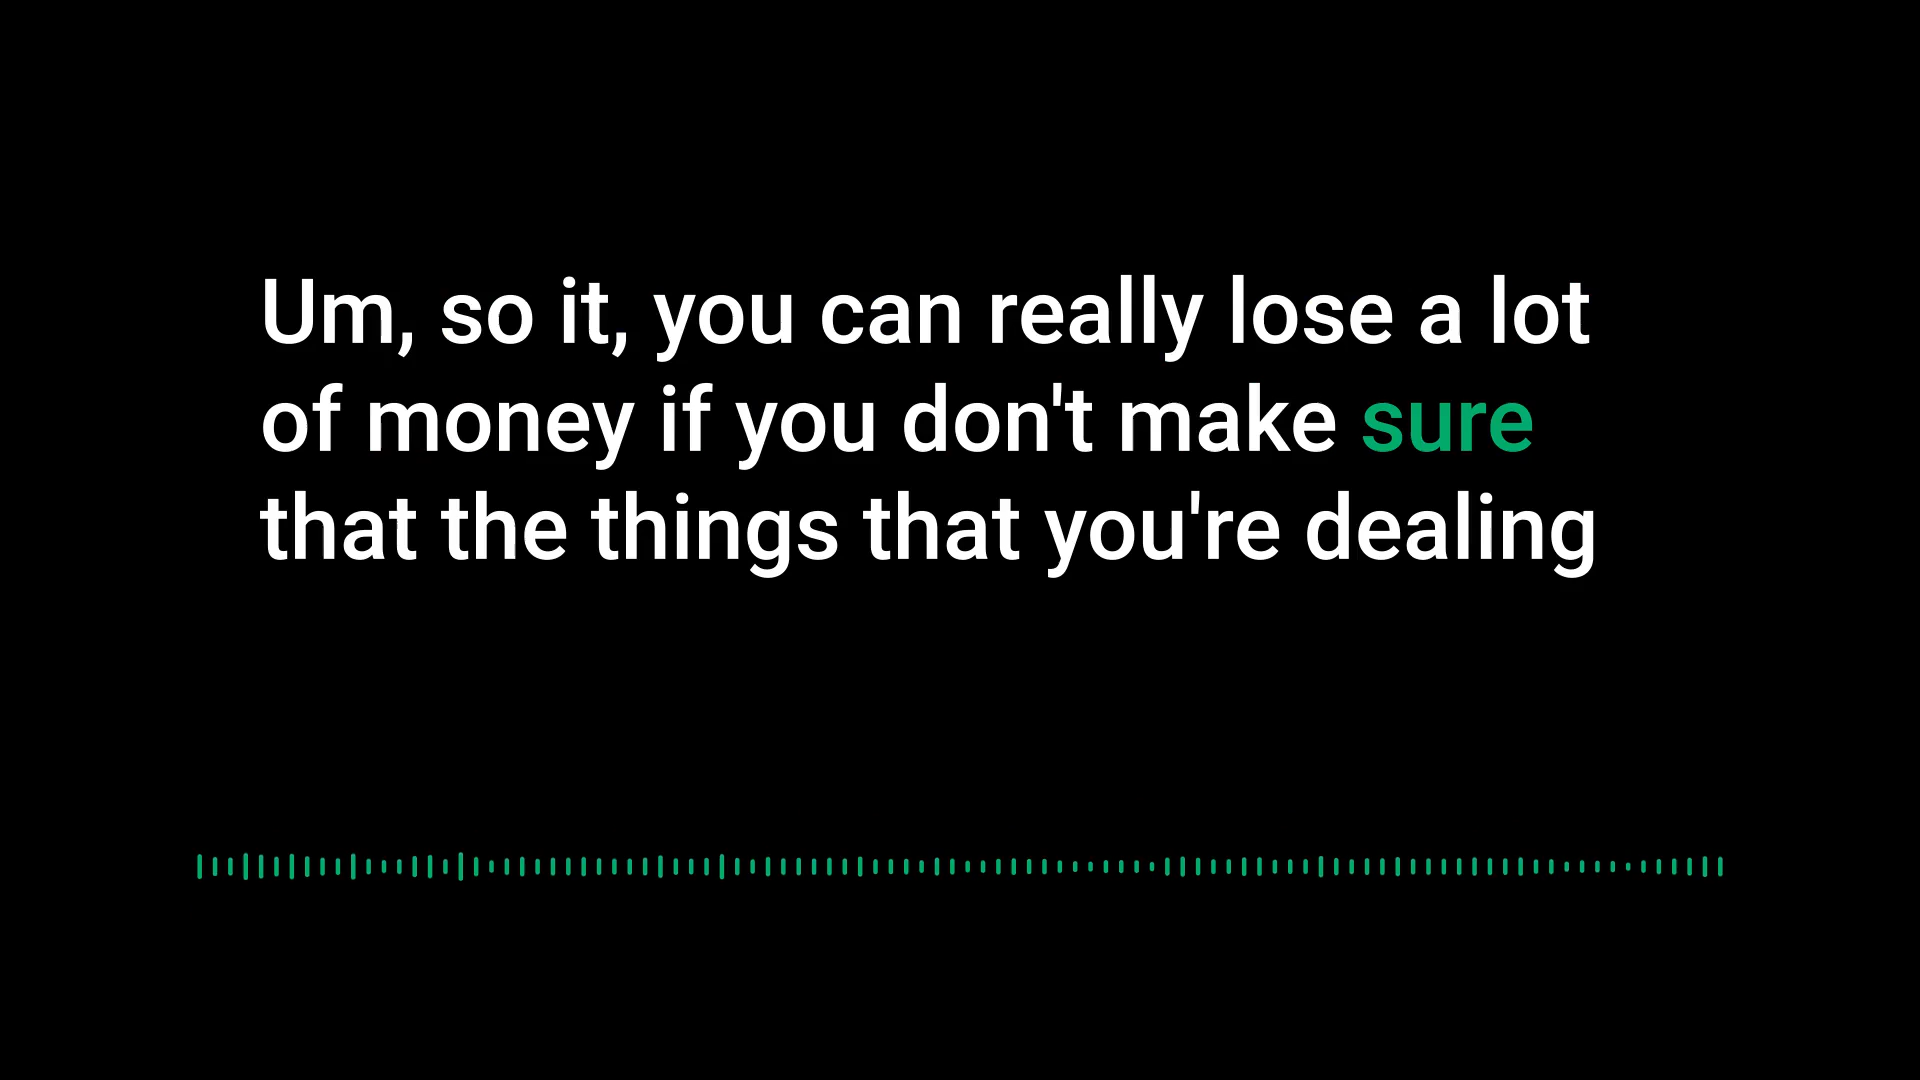 Um, so it, you can really lose a lot
of money if you don't make sure
that the things that you're dealing